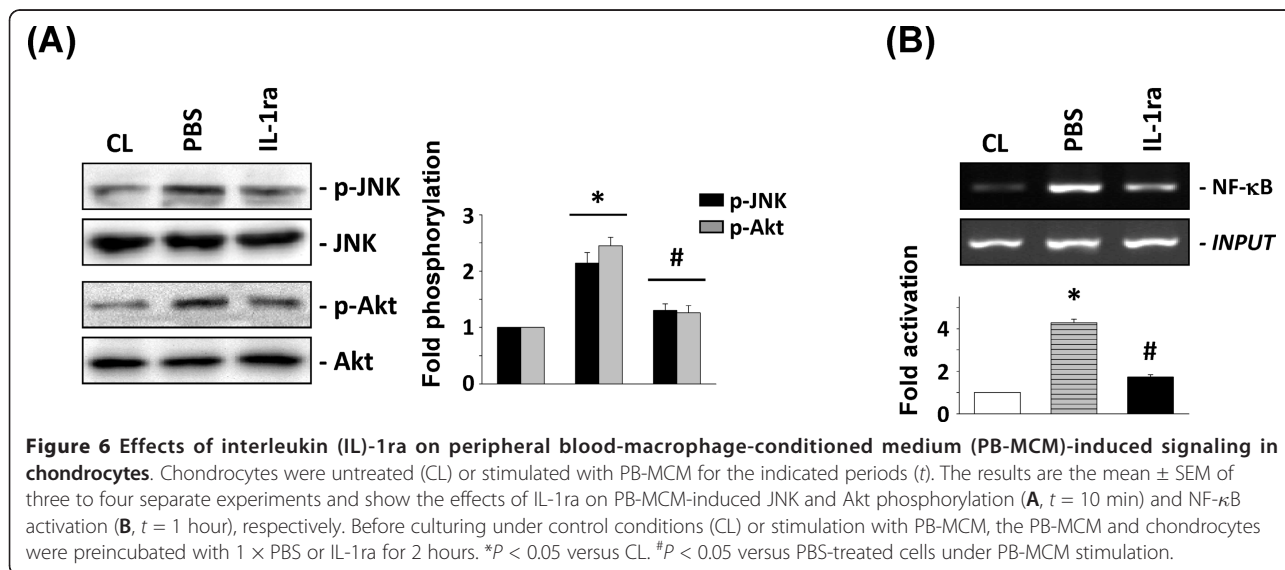 (A)
CL PBS IL-1ra
- p-JNK
- JNK
- p-Akt
- Akt
Fold phosphorylation
3
2
1
0
*
#
p-JNK
p-Akt
(B)
CL PBS IL-1ra
- NF-κB
- INPUT
Fold activation
4
2
0
*
#
Figure 6 Effects of interleukin (IL)-1ra on peripheral blood-macrophage-conditioned medium (PB-MCM)-induced signaling in
chondrocytes. Chondrocytes were untreated (CL) or stimulated with PB-MCM for the indicated periods (t). The results are the mean ± SEM of
three to four separate experiments and show the effects of IL-1ra on PB-MCM-induced JNK and Akt phosphorylation (A, t = 10 min) and NF-κB
activation (B, t = 1 hour), respectively. Before culturing under control conditions (CL) or stimulation with PB-MCM, the PB-MCM and chondrocytes
were preincubated with 1 × PBS or IL-1ra for 2 hours. *P < 0.05 versus CL. #P < 0.05 versus PBS-treated cells under PB-MCM stimulation.